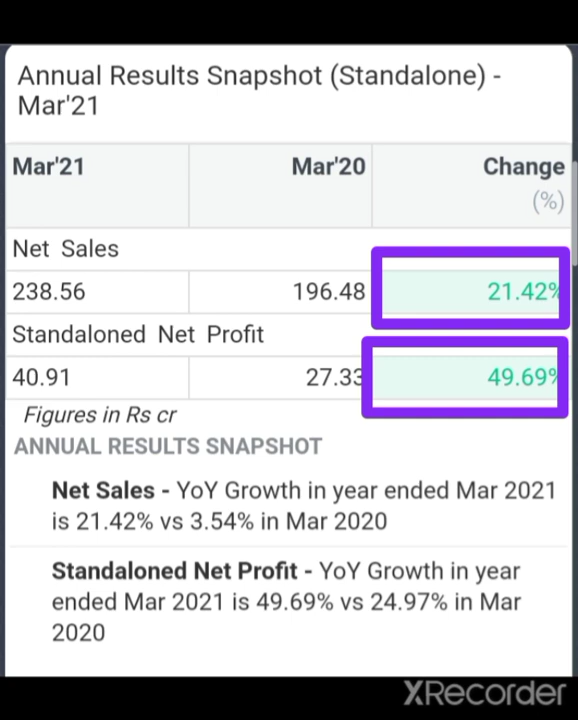 Annual Results Snapshot (Standalone) -
Mar'21
Mar'21 Mar'20 Change
(%)
Net Sales
238.56 196.48 21.42%
Standaloned Net Profit
40.91 27.33 49.69%
Figures in Rs cr
ANNUAL RESULTS SNAPSHOT
Net Sales - YoY Growth in year ended Mar 2021
is 21.42% vs 3.54% in Mar 2020
Standaloned Net Profit - YoY Growth in year
ended Mar 2021 is 49.69% vs 24.97% in Mar
2020
XRecorder